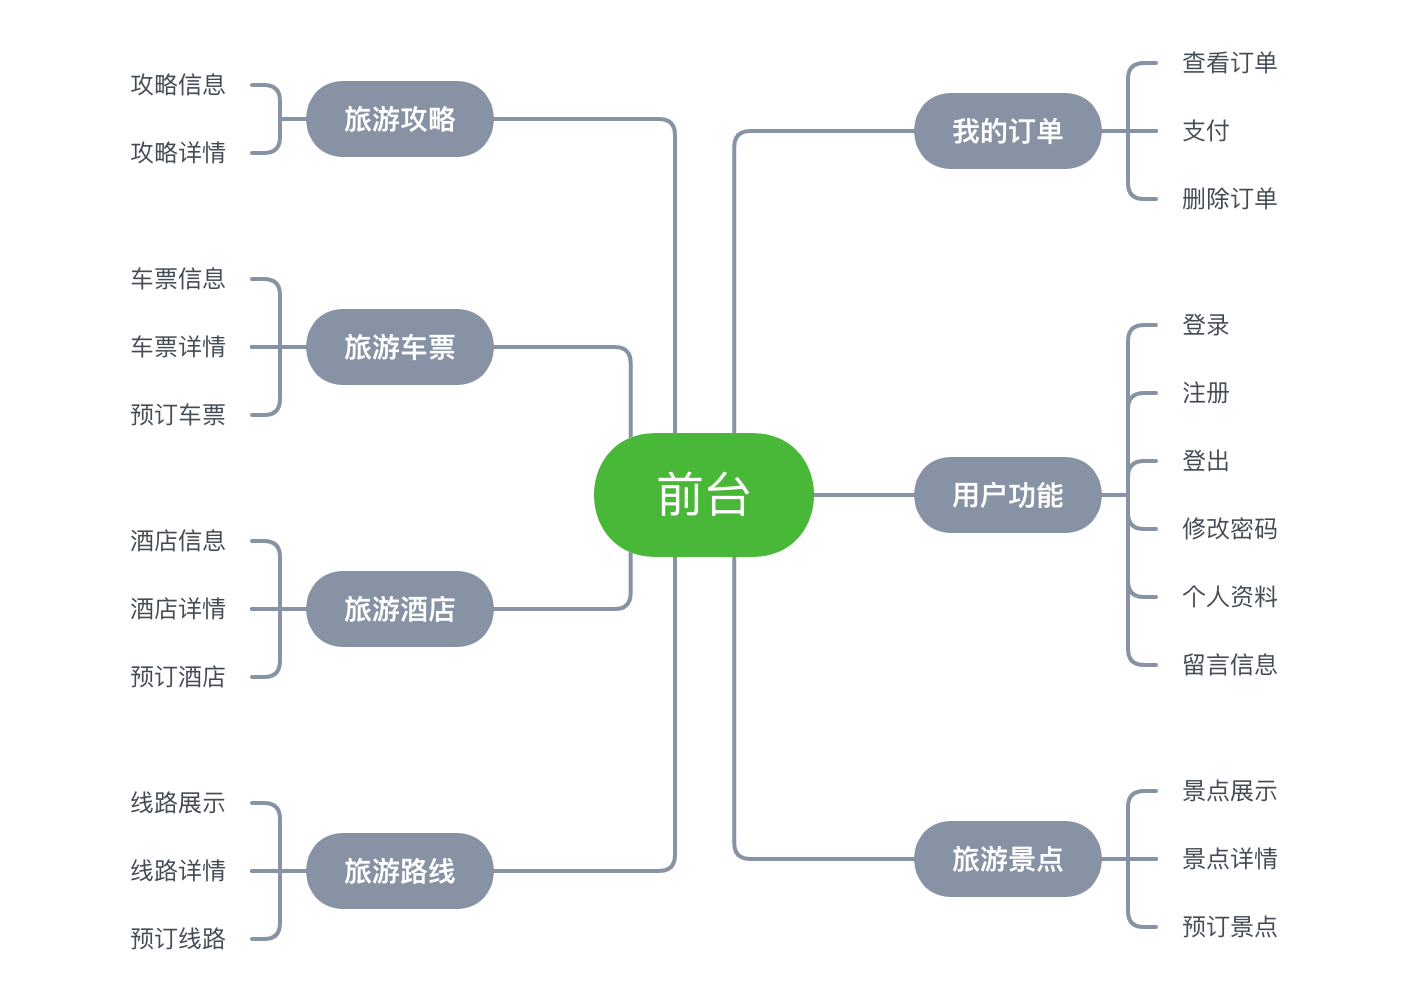 旅游攻略
攻略信息
攻略详情
旅游车票
车票信息
车票详情
预订车票
旅游酒店
酒店信息
酒店详情
预订酒店
旅游路线
线路展示
线路详情
预订线路
前台
我的订单
查看订单
支付
删除订单
用户功能
登录
注册
登出
修改密码
个人资料
留言信息
旅游景点
景点展示
景点详情
预订景点